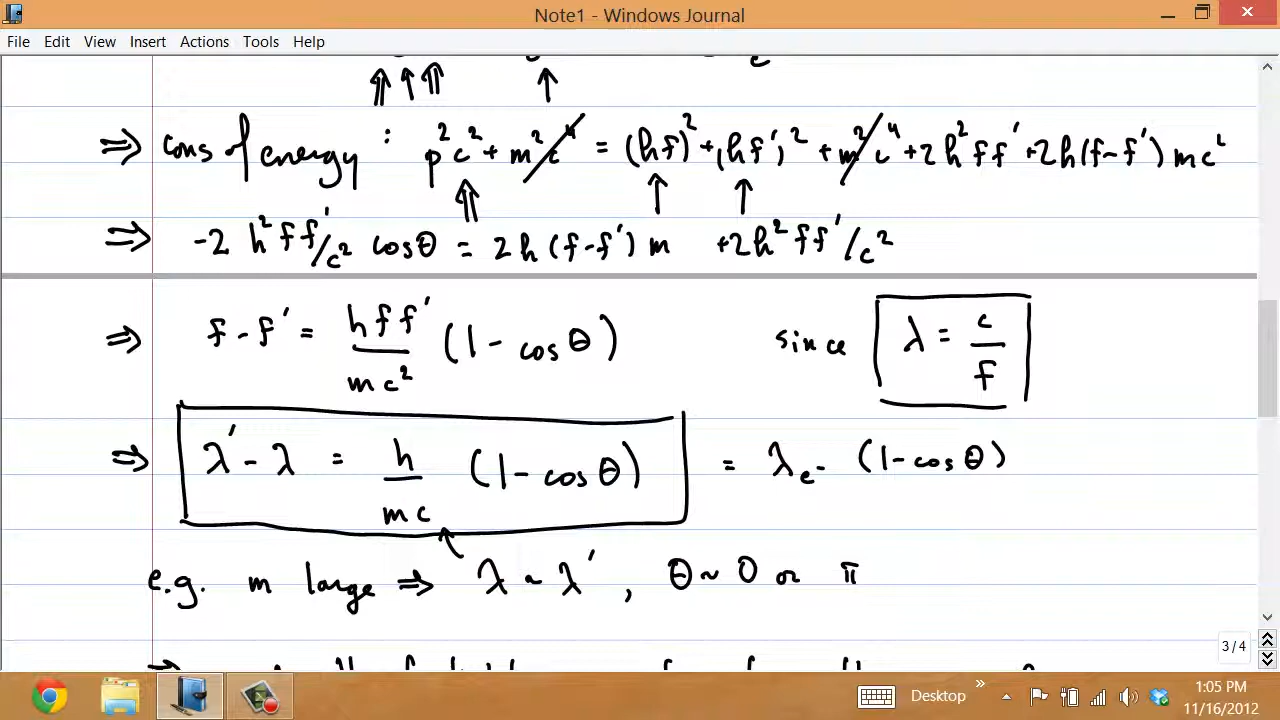 Note1 - Windows Journal
File Edit View Insert Actions Tools Help
⇒ cons of energy : p²c² + m²c⁴ = (hf)² + (hf')² + m²c⁴ + 2h²ff' + 2h(f-f')mc²
⇒ -2h²ff'/c² cosθ = 2h(f-f')m + 2h²ff'/c²
⇒ f - f' = hff'/mc² (1 - cosθ) since λ = c/f
⇒ λ' - λ = h/mc (1 - cosθ) = λe- (1 - cosθ)
e.g. m large ⇒ λ ~ λ' , θ ~ 0 or π
3/4
Desktop
1:05 PM
11/16/2012